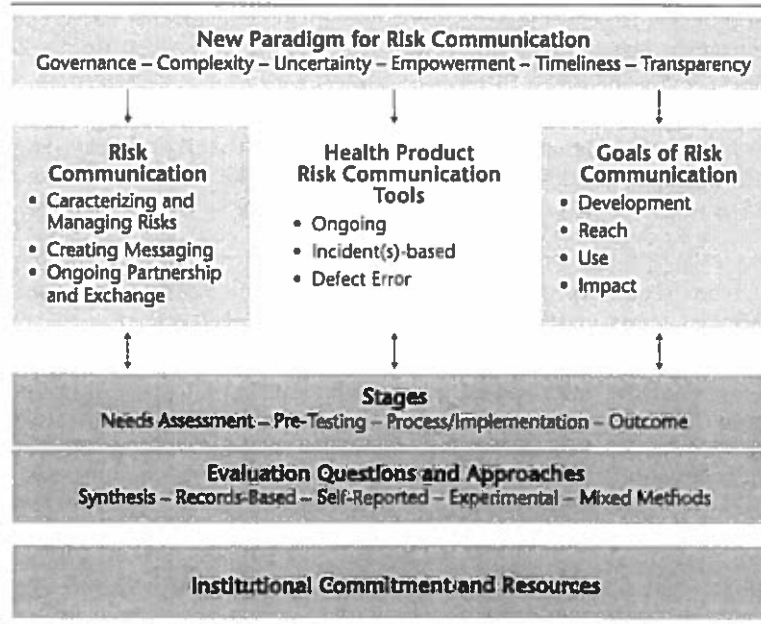 New Paradigm for Risk Communication
Governance – Complexity – Uncertainty – Empowerment – Timeliness – Transparency
Risk
Communication
• Caracterizing and
Managing Risks
• Creating Messaging
• Ongoing Partnership
and Exchange
Health Product
Risk Communication
Tools
• Ongoing
• Incident(s)-based
• Defect Error
Goals of Risk
Communication
• Development
• Reach
• Use
• Impact
Stages
Needs Assessment – Pre-Testing – Process/Implementation – Outcome
Evaluation Questions and Approaches
Synthesis – Records-Based – Self-Reported – Experimental – Mixed Methods
Institutional Commitment and Resources